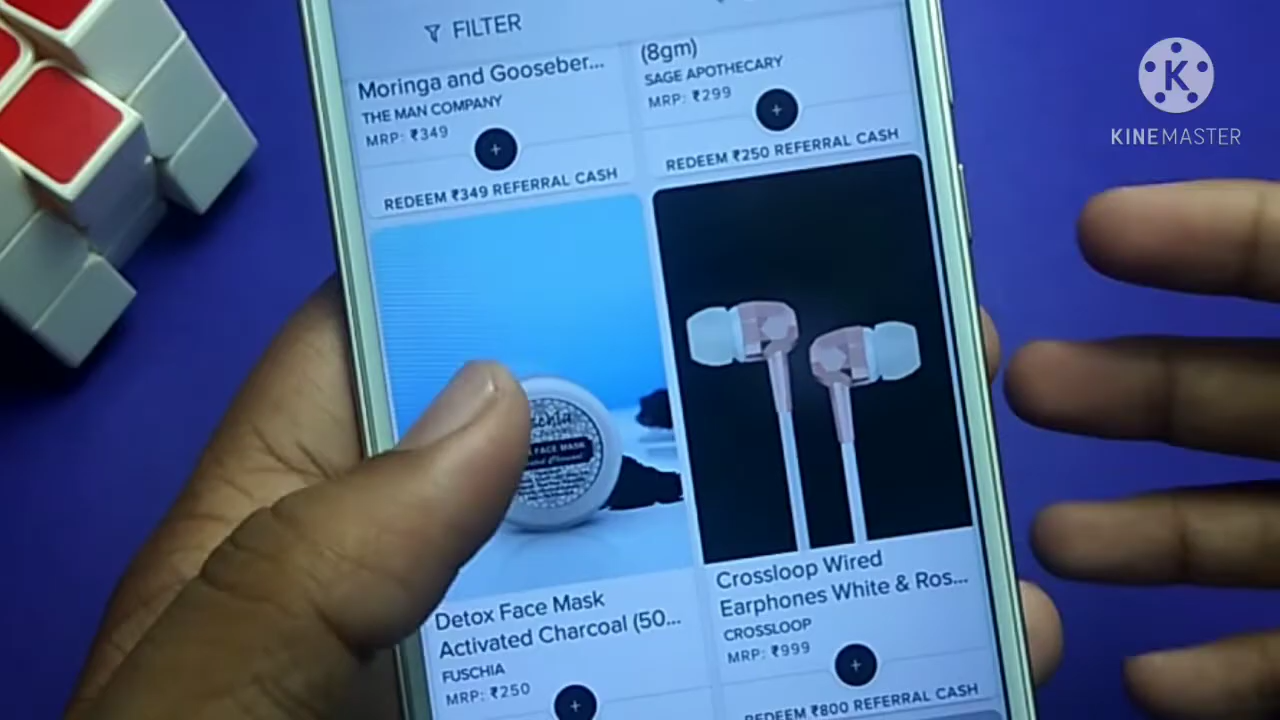 FILTER
Moringa and Gooseber...
THE MAN COMPANY
MRP: ₹349
+
REDEEM ₹349 REFERRAL CASH
(8gm)
SAGE APOTHECARY
MRP: ₹299
+
REDEEM ₹250 REFERRAL CASH
FACE MASK
Detox Face Mask
Activated Charcoal (50...
FUSCHIA
MRP: ₹250
+
Crossloop Wired
Earphones White & Ros...
CROSSLOOP
MRP: ₹999
+
REDEEM ₹800 REFERRAL CASH
K
KINEMASTER